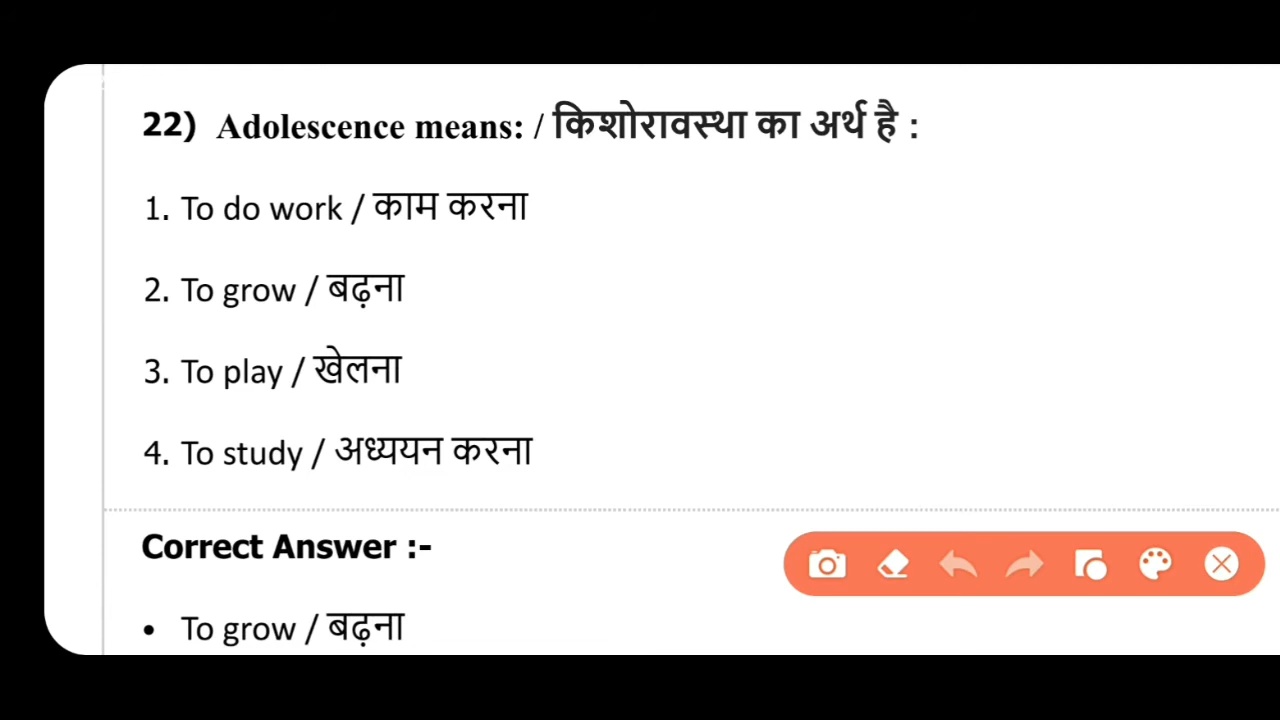 22) Adolescence means: / किशोरावस्था का अर्थ है :
1. To do work / काम करना
2. To grow / बढ़ना
3. To play / खेलना
4. To study / अध्ययन करना
Correct Answer :-
• To grow / बढ़ना